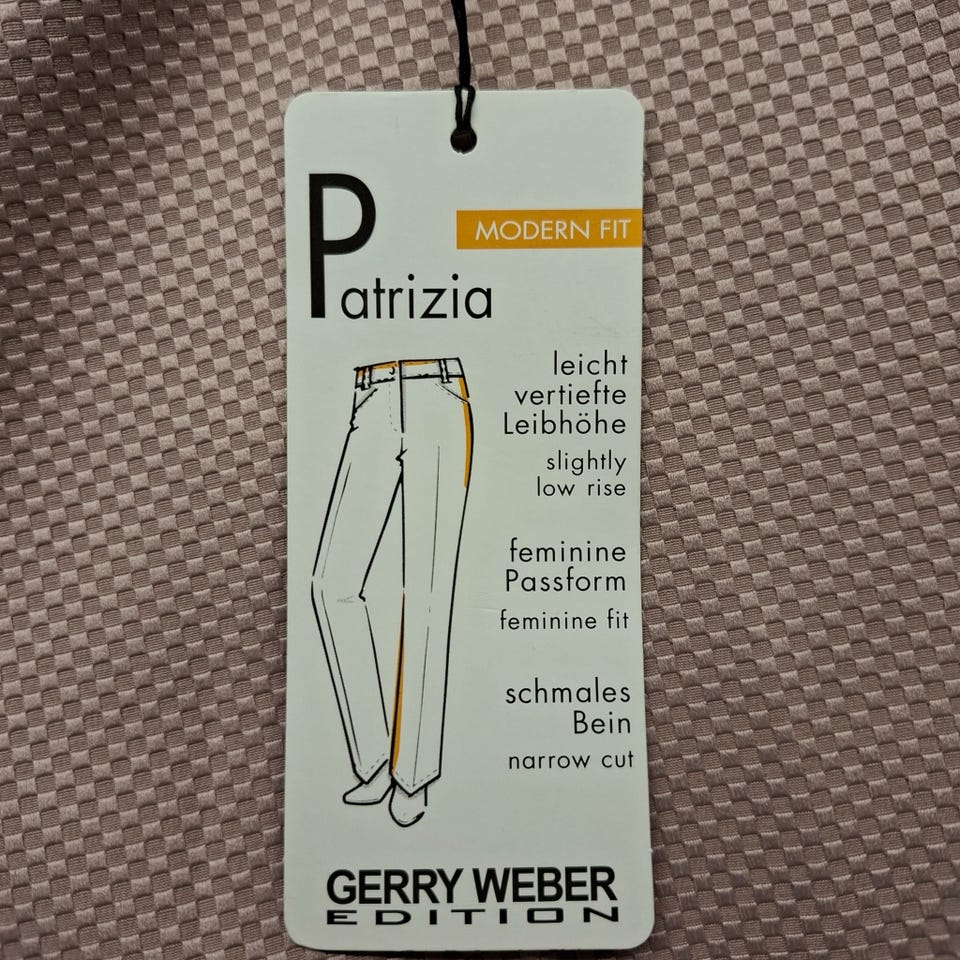 Patrizia
MODERN FIT
leicht
vertiefte
Leibhöhe
slightly
low rise
feminine
Passform
feminine fit
schmales
Bein
narrow cut
GERRY WEBER
EDITION